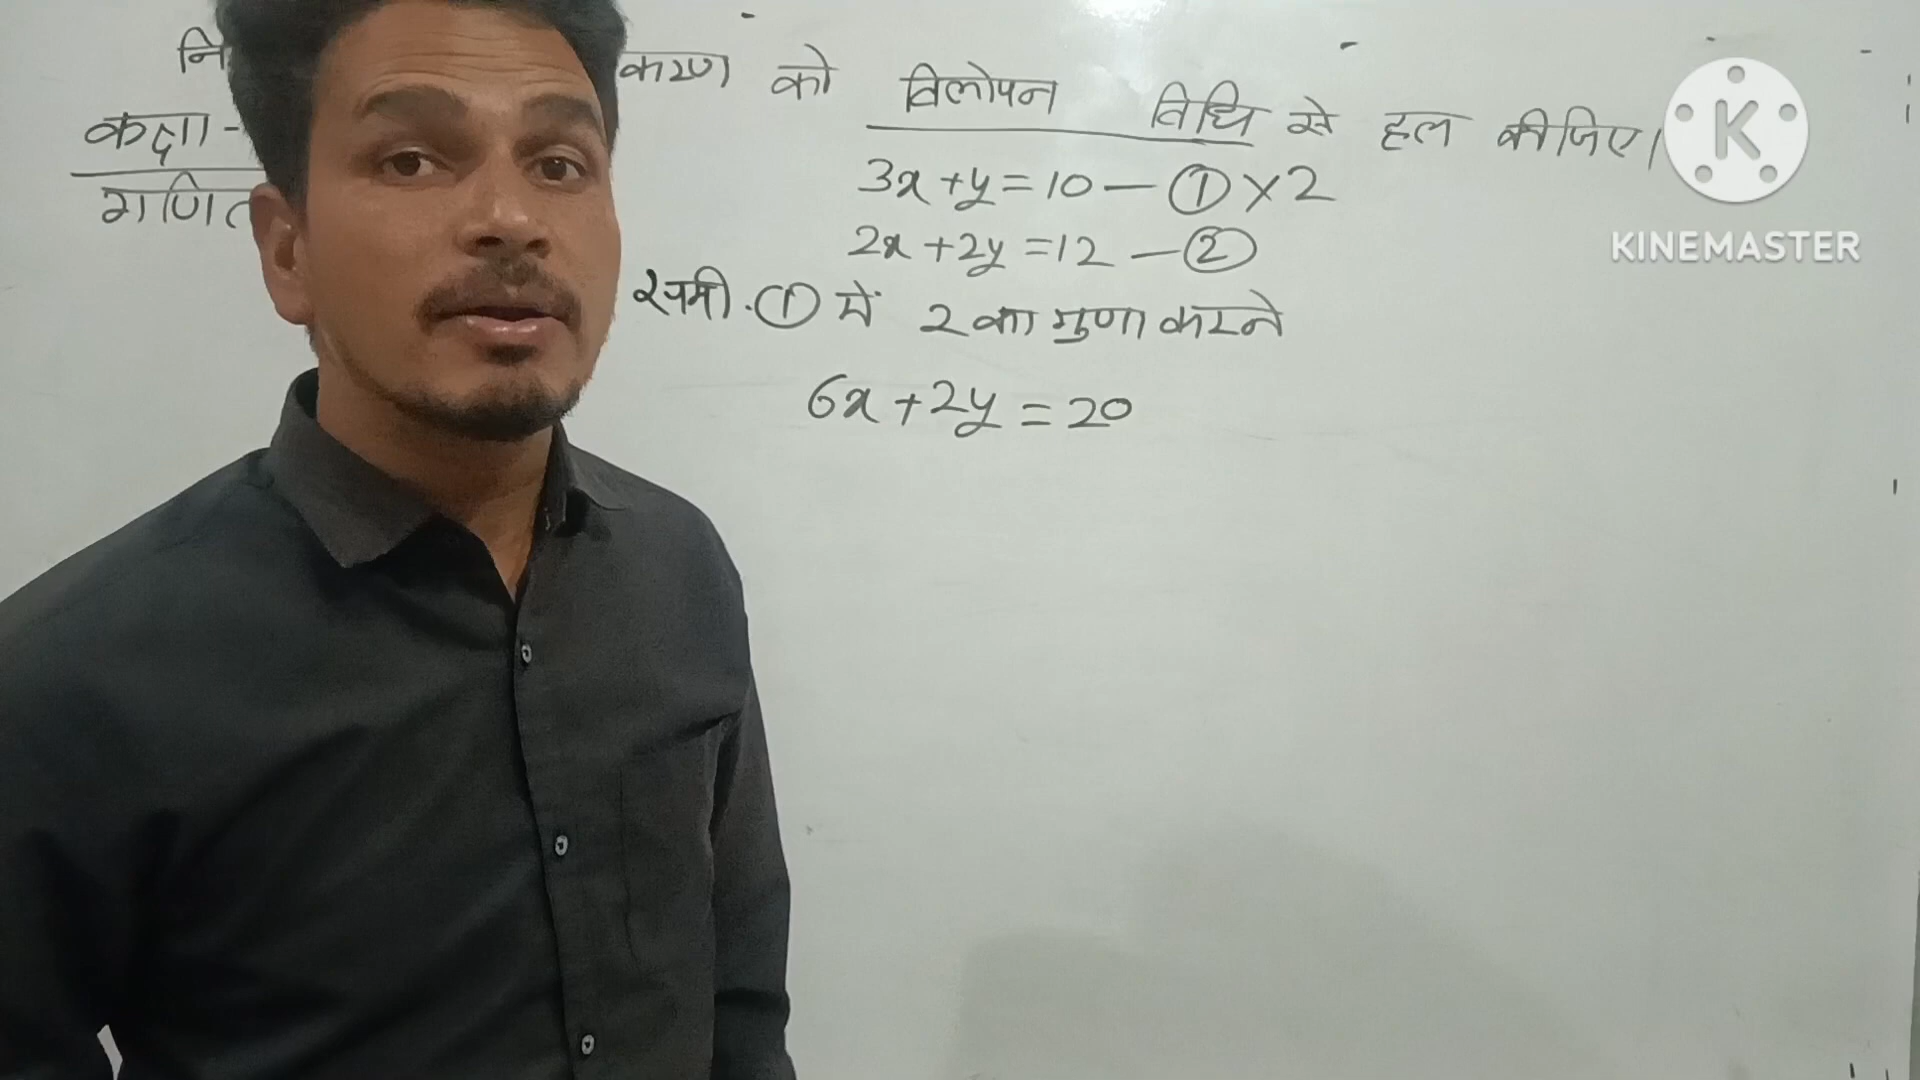 को विलोपन विधि से हल कीजिए।
कक्षा -
गणित
3x + y = 10 — ① × 2
2x + 2y = 12 — ②
समी. ① में 2 का गुणा करने
6x + 2y = 20
K
KINEMASTER